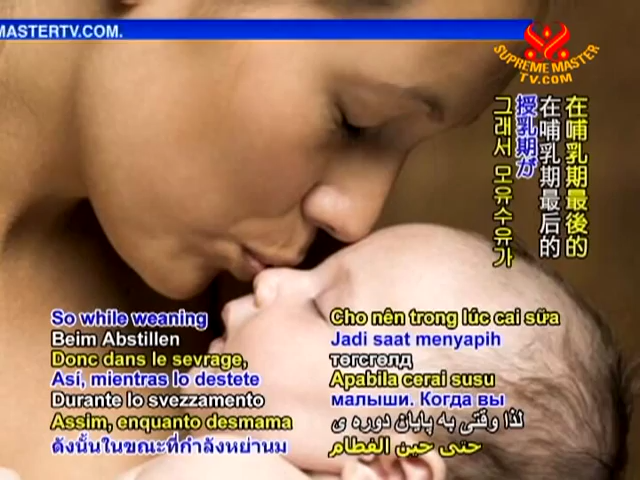 MASTERTV.COM.
SUPREME MASTER
TV.COM
在哺乳期最後的
在哺乳期最后的
授乳期が
그래서 모유수유가
So while weaning
Beim Abstillen
Donc dans le sevrage,
Así, mientras lo destete
Durante lo svezzamento
Assim, enquanto desmama
ดังนั้นในขณะที่กำลังหย่านม
Cho nên trong lúc cai sữa
Jadi saat menyapih
төгсгөлд
Apabila cerai susu
малыши. Когда вы
لذا وقتی به پایان دوره ی
حتى حين الفطام